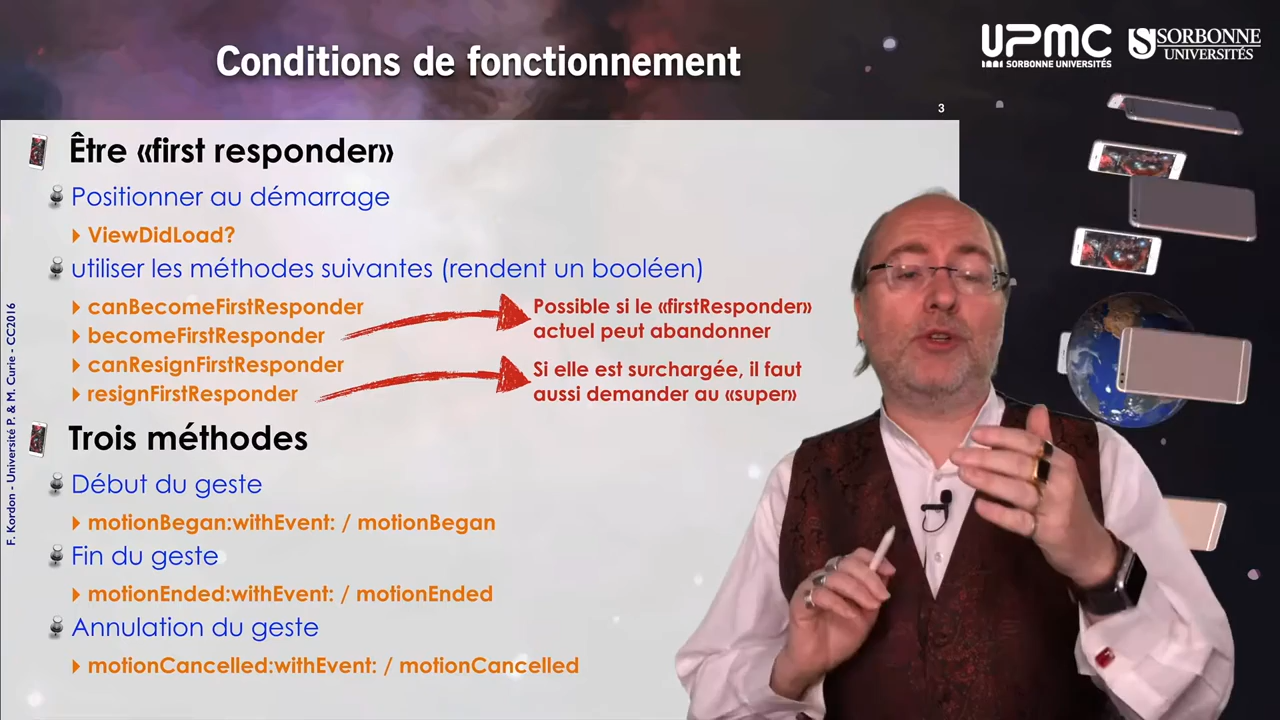 Conditions de fonctionnement
UPMC
SORBONNE UNIVERSITÉS
SORBONNE
UNIVERSITÉS
3
Être «first responder»
Positionner au démarrage
ViewDidLoad?
utiliser les méthodes suivantes (rendent un booléen)
canBecomeFirstResponder
becomeFirstResponder
canResignFirstResponder
resignFirstResponder
Possible si le «firstResponder»
actuel peut abandonner
Si elle est surchargée, il faut
aussi demander au «super»
Trois méthodes
Début du geste
motionBegan:withEvent: / motionBegan
Fin du geste
motionEnded:withEvent: / motionEnded
Annulation du geste
motionCancelled:withEvent: / motionCancelled
F. Kordon - Université P. & M. Curie - CC2016